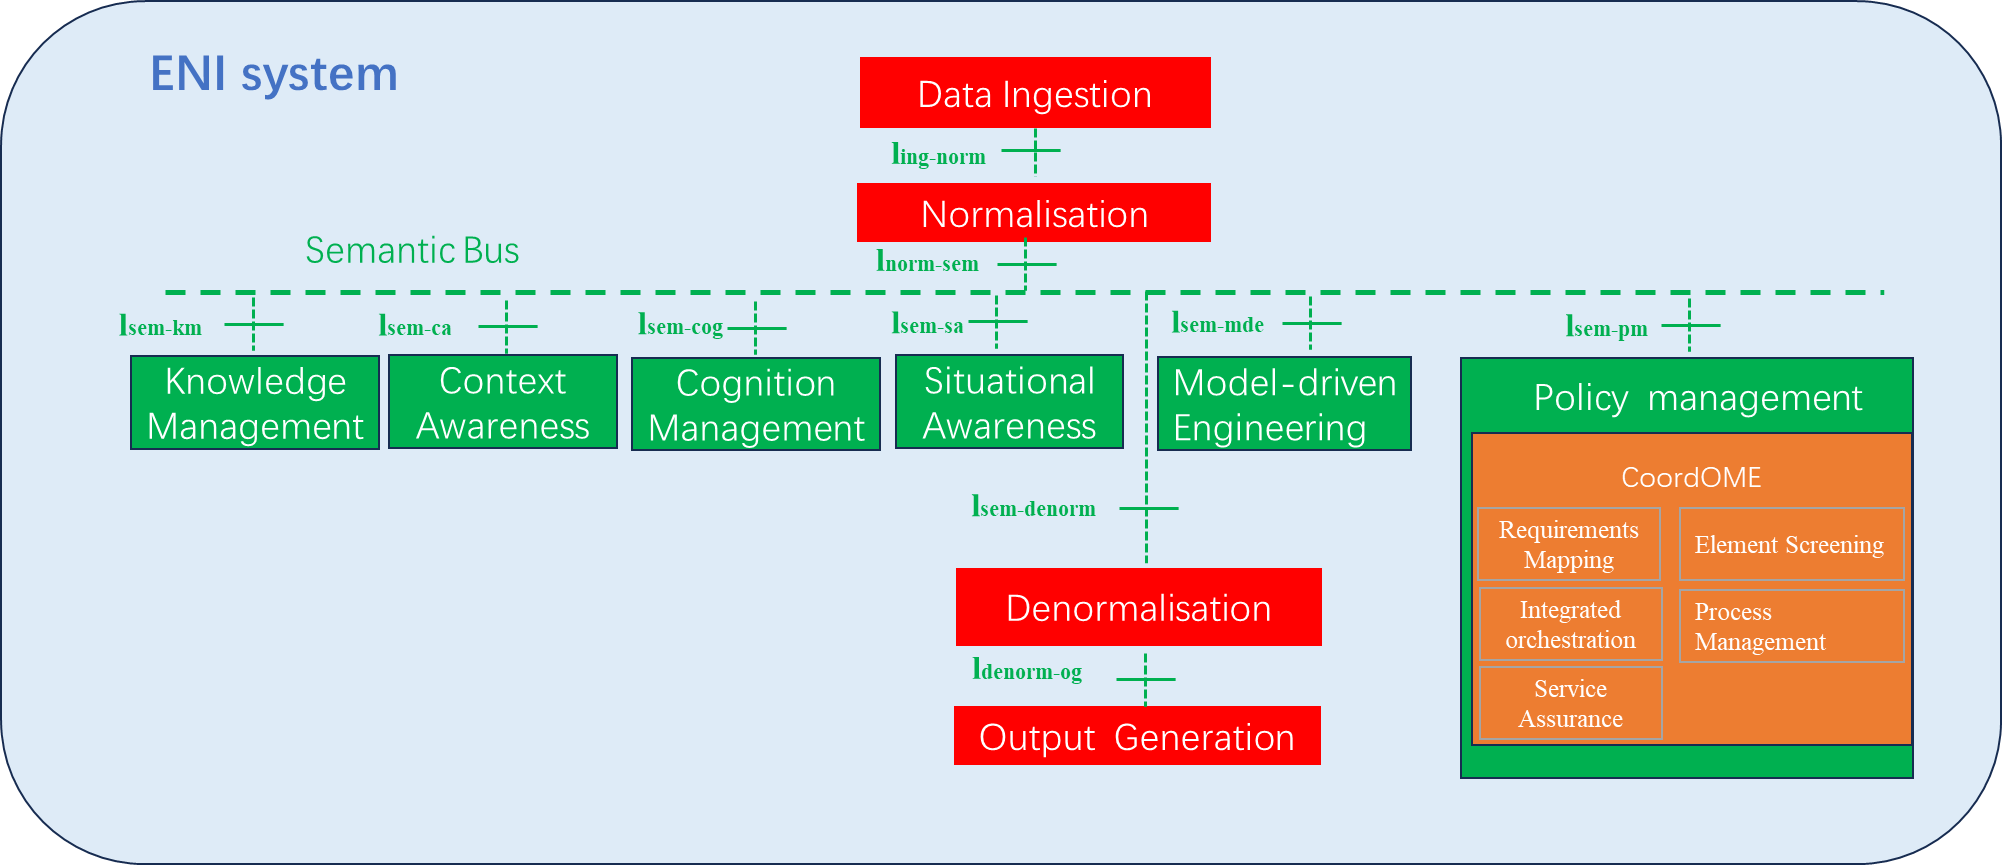 ENI system
Data Ingestion
Iing-norm
Normalisation
Semantic Bus
Inorm-sem
Isem-km
Isem-ca
Isem-cog
Isem-sa
Isem-mde
Isem-pm
Knowledge
Management
Context
Awareness
Cognition
Management
Situational
Awareness
Model-driven
Engineering
Policy management
CoordOME
Requirements
Mapping
Element Screening
Integrated
orchestration
Process
Management
Service
Assurance
Isem-denorm
Denormalisation
Idenorm-og
Output Generation